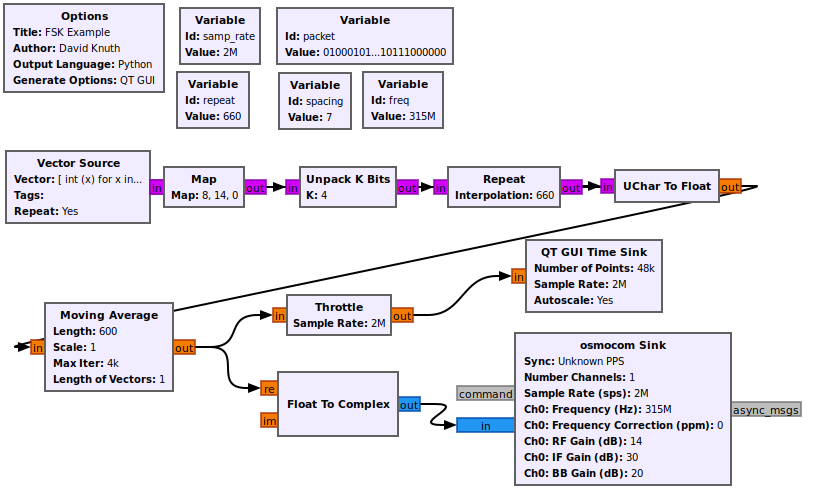 Options
Title: FSK Example
Author: David Knuth
Output Language: Python
Generate Options: QT GUI
Variable
Id: samp_rate
Value: 2M
Variable
Id: packet
Value: 01000101...10111000000
Variable
Id: repeat
Value: 660
Variable
Id: spacing
Value: 7
Variable
Id: freq
Value: 315M
Vector Source
Vector: [ int (x) for x in...
Tags:
Repeat: Yes
in
Map
Map: 8, 14, 0
out
in
Unpack K Bits
K: 4
out
in
Repeat
Interpolation: 660
out
in
UChar To Float
out
in
QT GUI Time Sink
Number of Points: 48k
Sample Rate: 2M
Autoscale: Yes
in
Moving Average
Length: 600
Scale: 1
Max Iter: 4k
Length of Vectors: 1
out
in
Throttle
Sample Rate: 2M
out
re
im
Float To Complex
out
command
in
osmocom Sink
Sync: Unknown PPS
Number Channels: 1
Sample Rate (sps): 2M
Ch0: Frequency (Hz): 315M
Ch0: Frequency Correction (ppm): 0
Ch0: RF Gain (dB): 14
Ch0: IF Gain (dB): 30
Ch0: BB Gain (dB): 20
async_msgs